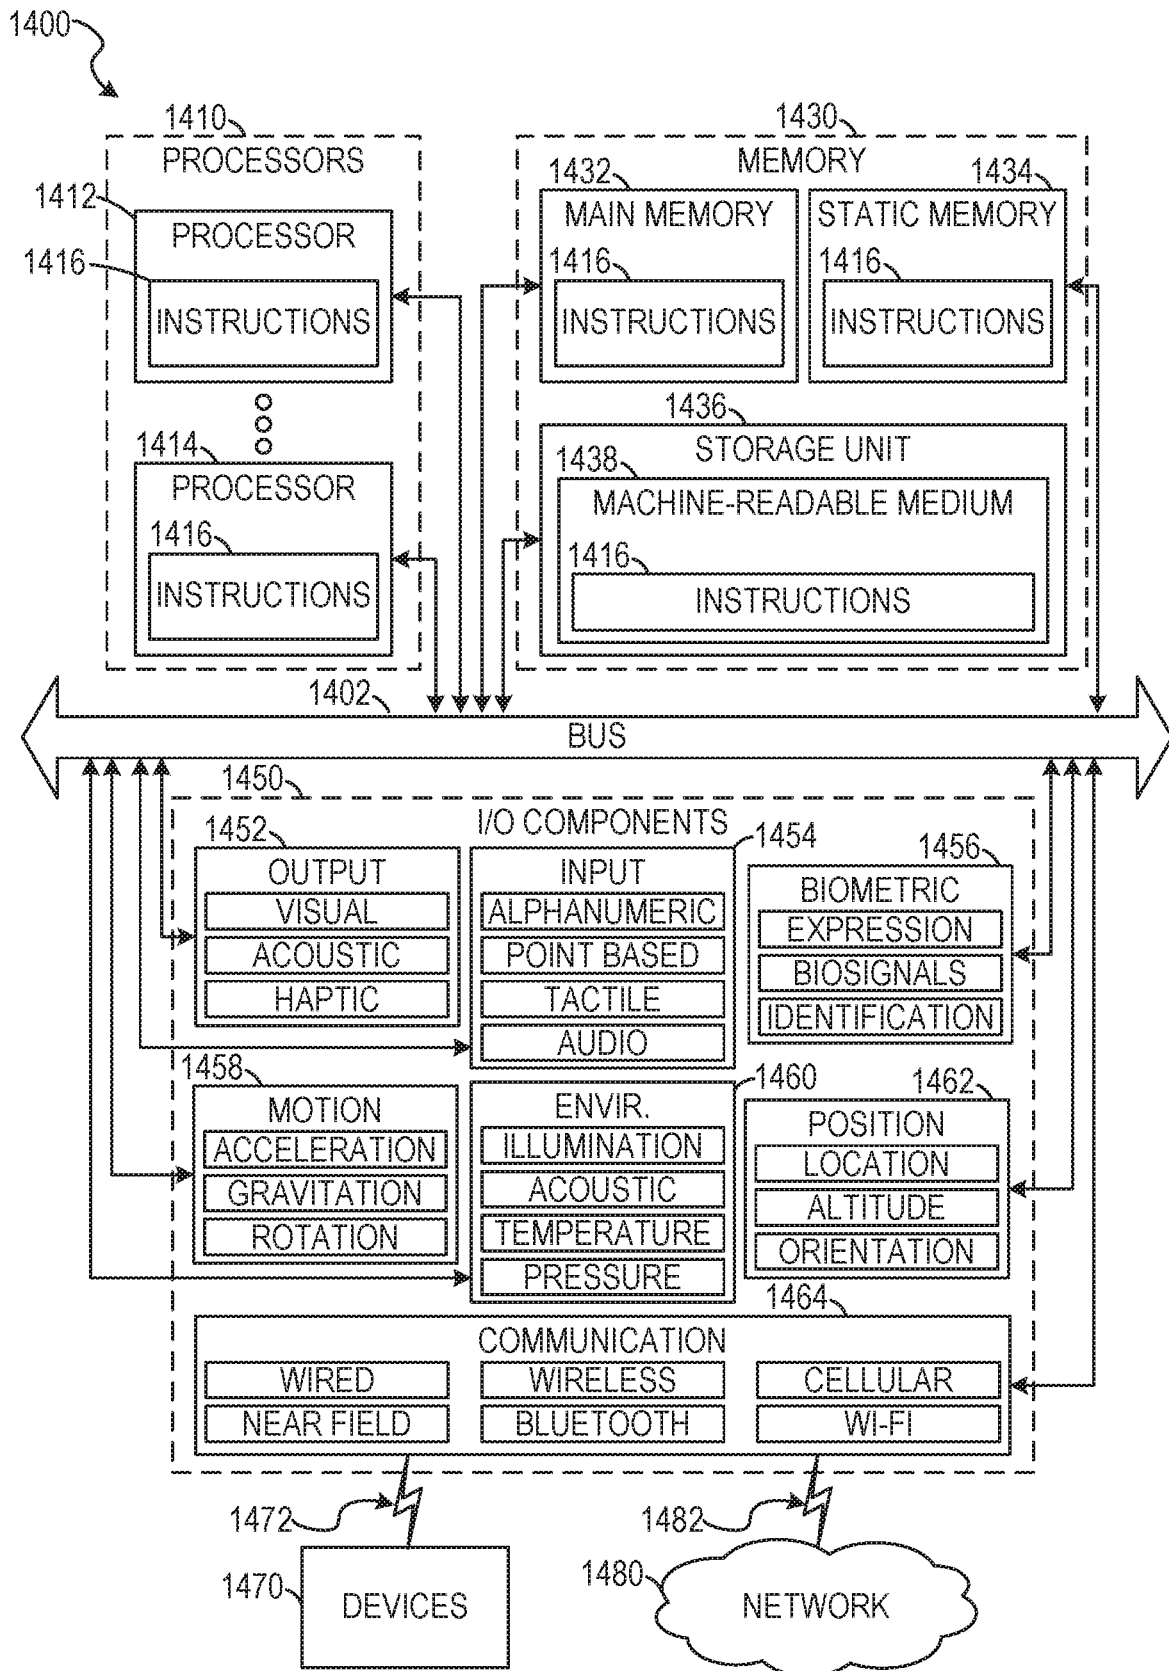 1400
1410
PROCESSORS
1412
PROCESSOR
1416
INSTRUCTIONS
1414
PROCESSOR
1416
INSTRUCTIONS
1430
MEMORY
1432
MAIN MEMORY
1416
INSTRUCTIONS
1434
STATIC MEMORY
1416
INSTRUCTIONS
1436
STORAGE UNIT
1438
MACHINE-READABLE MEDIUM
1416
INSTRUCTIONS
1402
BUS
1450
I/O COMPONENTS
1452
OUTPUT
VISUAL
ACOUSTIC
HAPTIC
1454
INPUT
ALPHANUMERIC
POINT BASED
TACTILE
AUDIO
1456
BIOMETRIC
EXPRESSION
BIOSIGNALS
IDENTIFICATION
1458
MOTION
ACCELERATION
GRAVITATION
ROTATION
1460
ENVIR.
ILLUMINATION
ACOUSTIC
TEMPERATURE
PRESSURE
1462
POSITION
LOCATION
ALTITUDE
ORIENTATION
1464
COMMUNICATION
WIRED
WIRELESS
CELLULAR
NEAR FIELD
BLUETOOTH
WI-FI
1472
1482
1470
DEVICES
1480
NETWORK